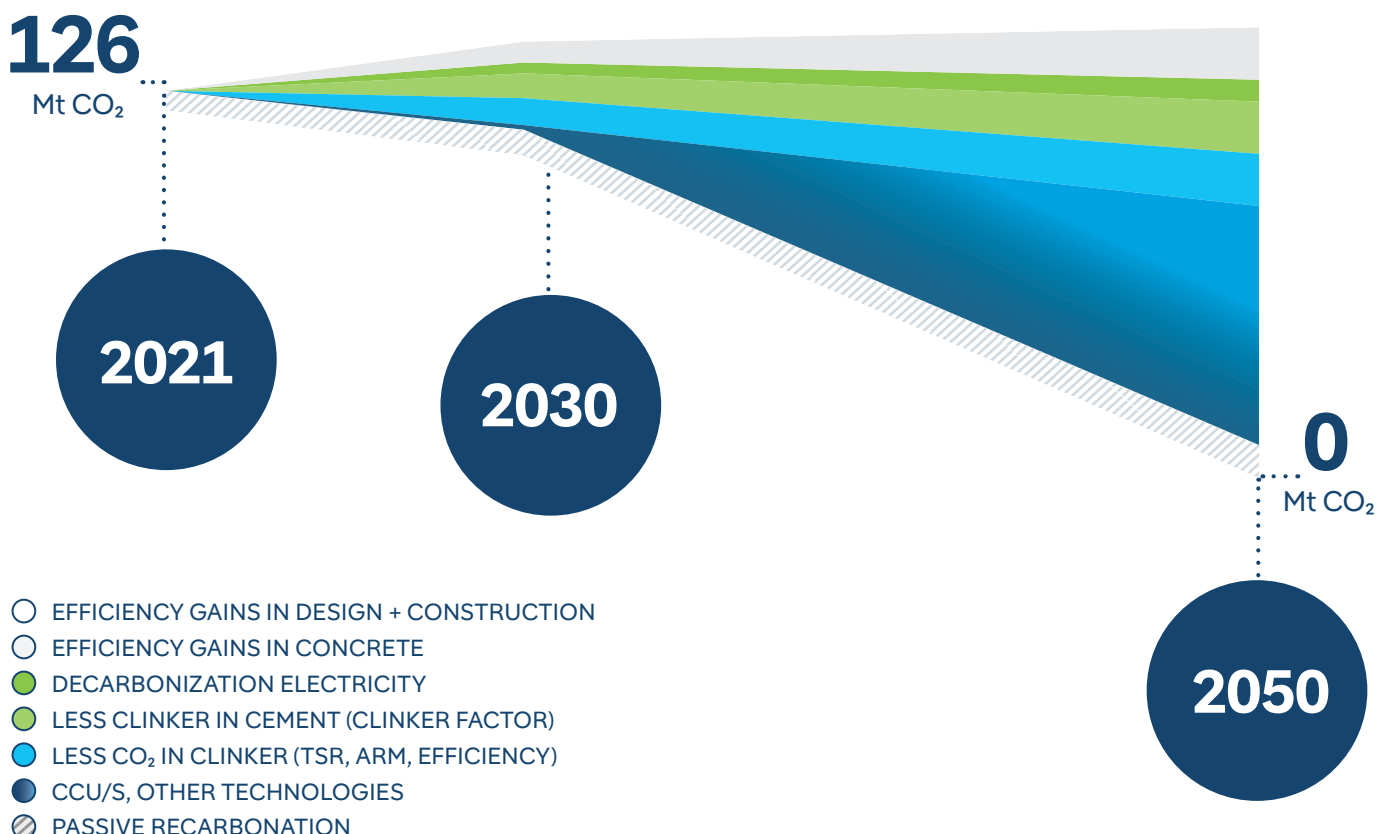 126
Mt CO₂
2021
2030
0
Mt CO₂
2050
EFFICIENCY GAINS IN DESIGN + CONSTRUCTION
EFFICIENCY GAINS IN CONCRETE
DECARBONIZATION ELECTRICITY
LESS CLINKER IN CEMENT (CLINKER FACTOR)
LESS CO₂ IN CLINKER (TSR, ARM, EFFICIENCY)
CCU/S, OTHER TECHNOLOGIES
PASSIVE RECARBONATION